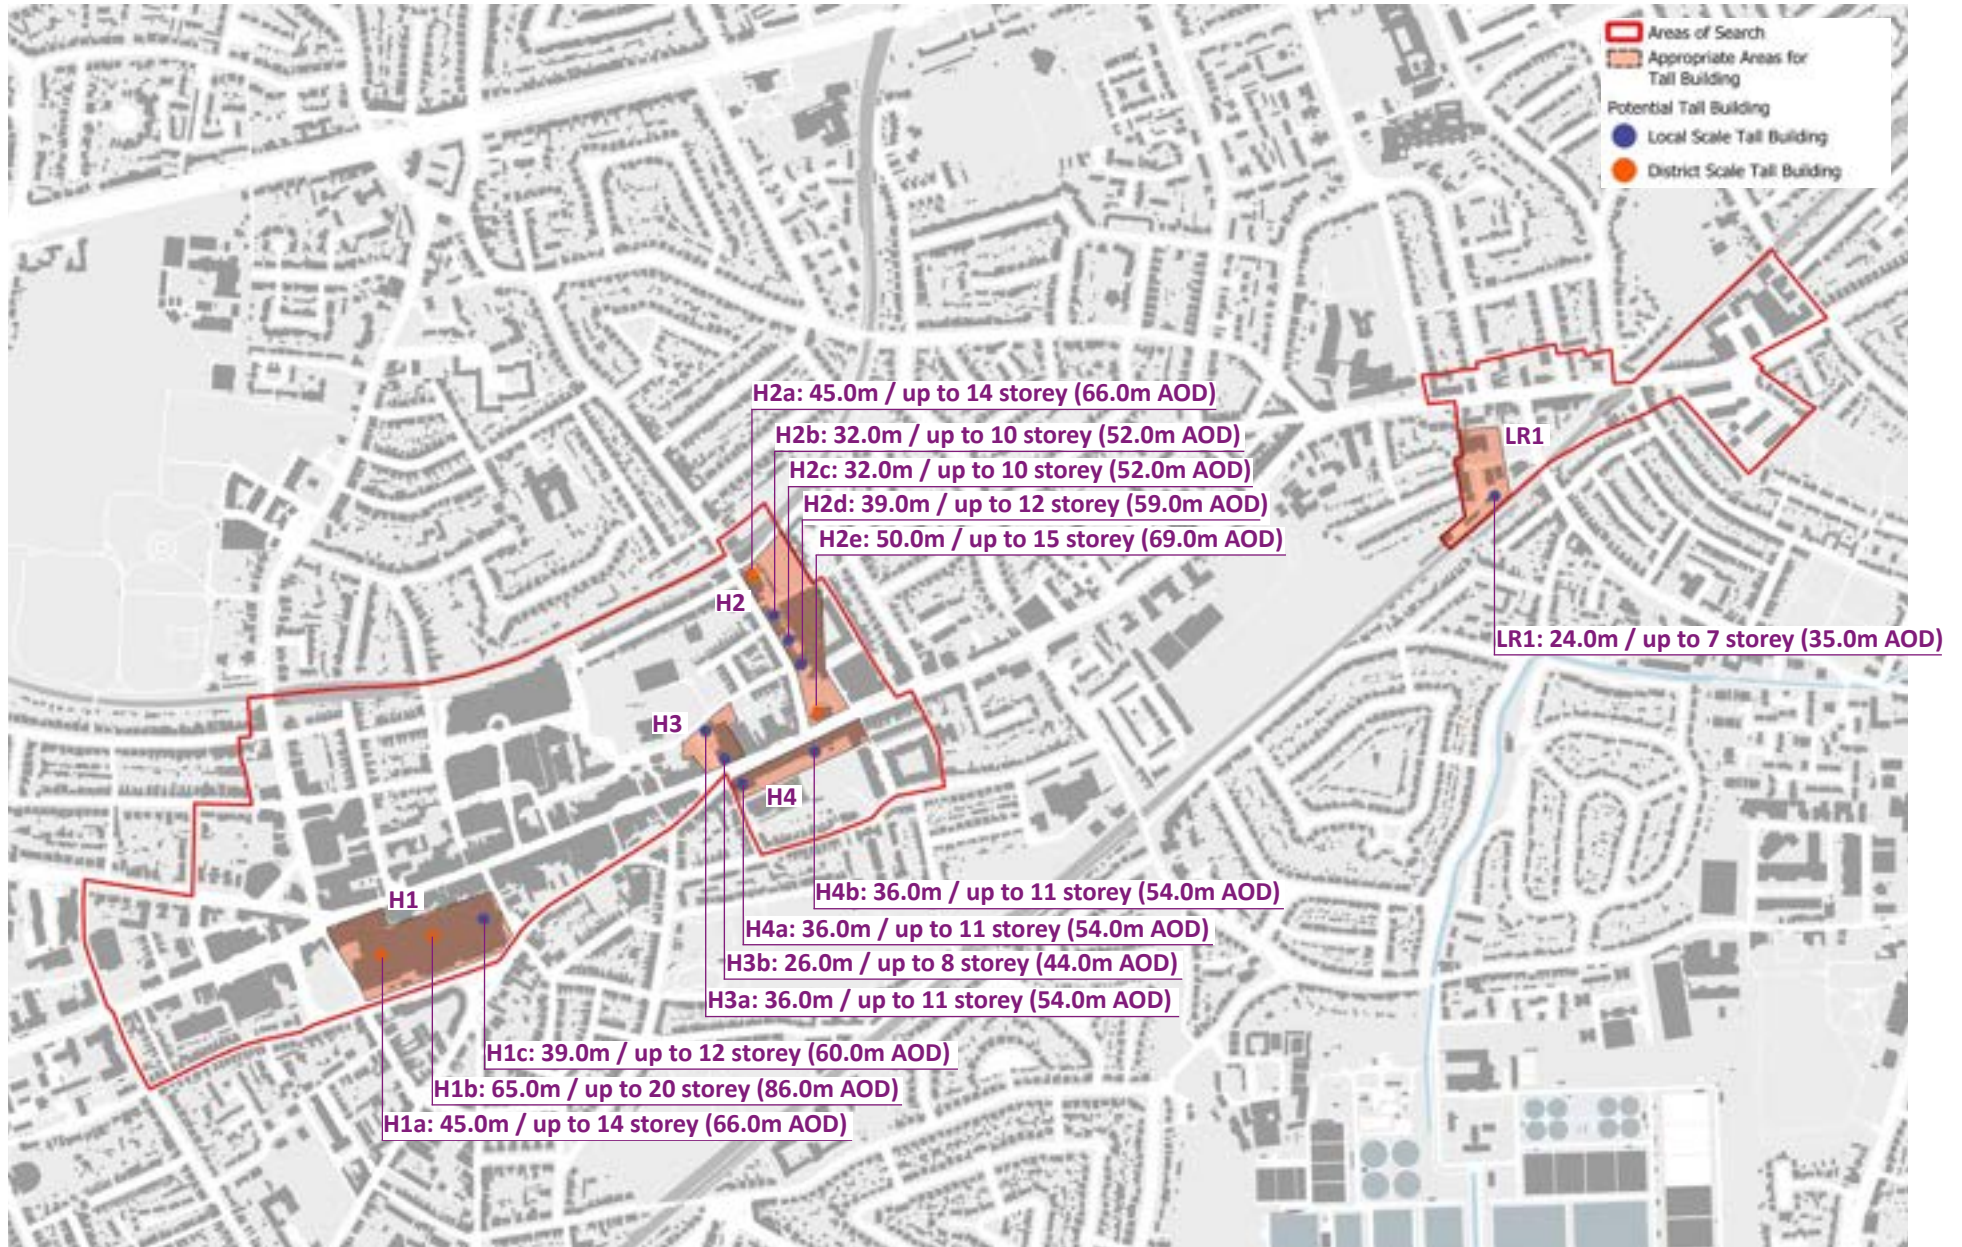 Areas of Search
Appropriate Areas for
Tall Building
Potential Tall Building
Local Scale Tall Building
District Scale Tall Building
H2a: 45.0m / up to 14 storey (66.0m AOD)
H2b: 32.0m / up to 10 storey (52.0m AOD)
LR1
H2c: 32.0m / up to 10 storey (52.0m AOD)
H2d: 39.0m / up to 12 storey (59.0m AOD)
H2e: 50.0m / up to 15 storey (69.0m AOD)
H2
LR1: 24.0m / up to 7 storey (35.0m AOD)
H3
H4
H4b: 36.0m / up to 11 storey (54.0m AOD)
H1
H4a: 36.0m / up to 11 storey (54.0m AOD)
H3b: 26.0m / up to 8 storey (44.0m AOD)
H3a: 36.0m / up to 11 storey (54.0m AOD)
H1c: 39.0m / up to 12 storey (60.0m AOD)
H1b: 65.0m / up to 20 storey (86.0m AOD)
H1a: 45.0m / up to 14 storey (66.0m AOD)